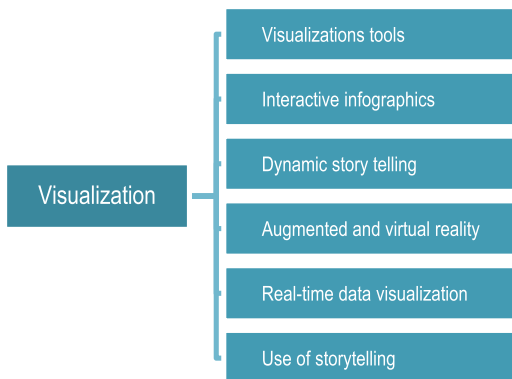 Visualization
Visualizations tools
Interactive infographics
Dynamic story telling
Augmented and virtual reality
Real-time data visualization
Use of storytelling